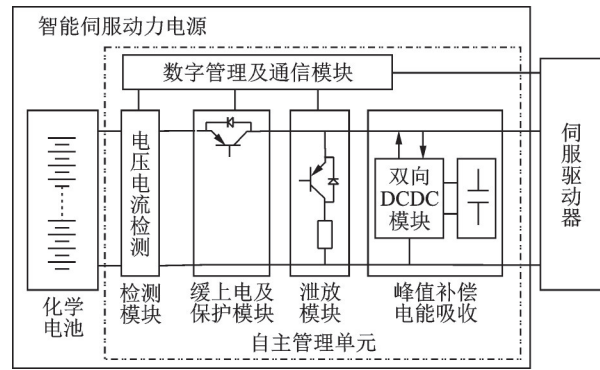 智能伺服动力电源
数字管理及通信模块
电压电流检测
双向
DCDC
模块
伺服驱动器
化学
电池
检测
模块
缓上电及
保护模块
泄放
模块
峰值补偿
电能吸收
自主管理单元